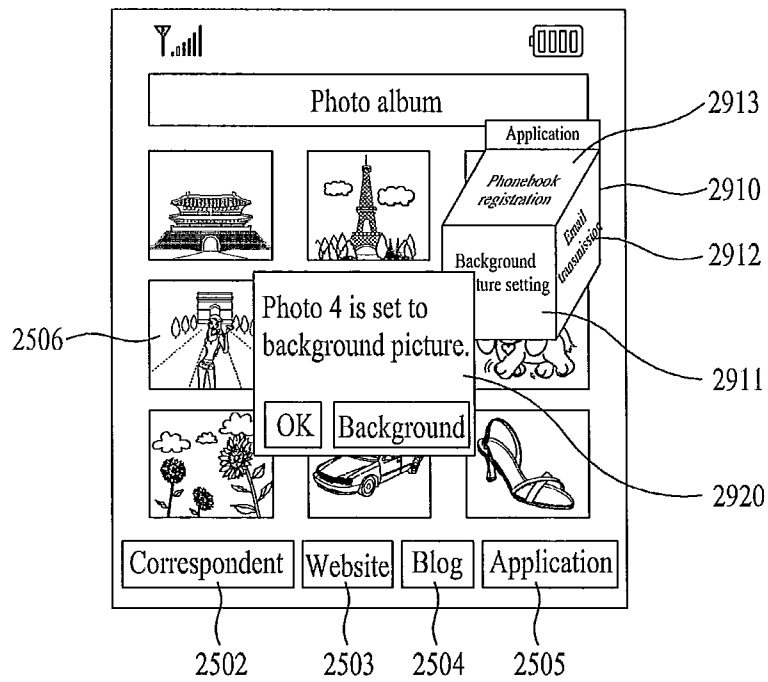 Photo album
2913
Application
Phonebook
registration
2910
Email
transmission
2912
Background
ture setting
Photo 4 is set to
background picture.
2506
2911
OK
Background
2920
Correspondent
Website
Blog
Application
2502
2503
2504
2505